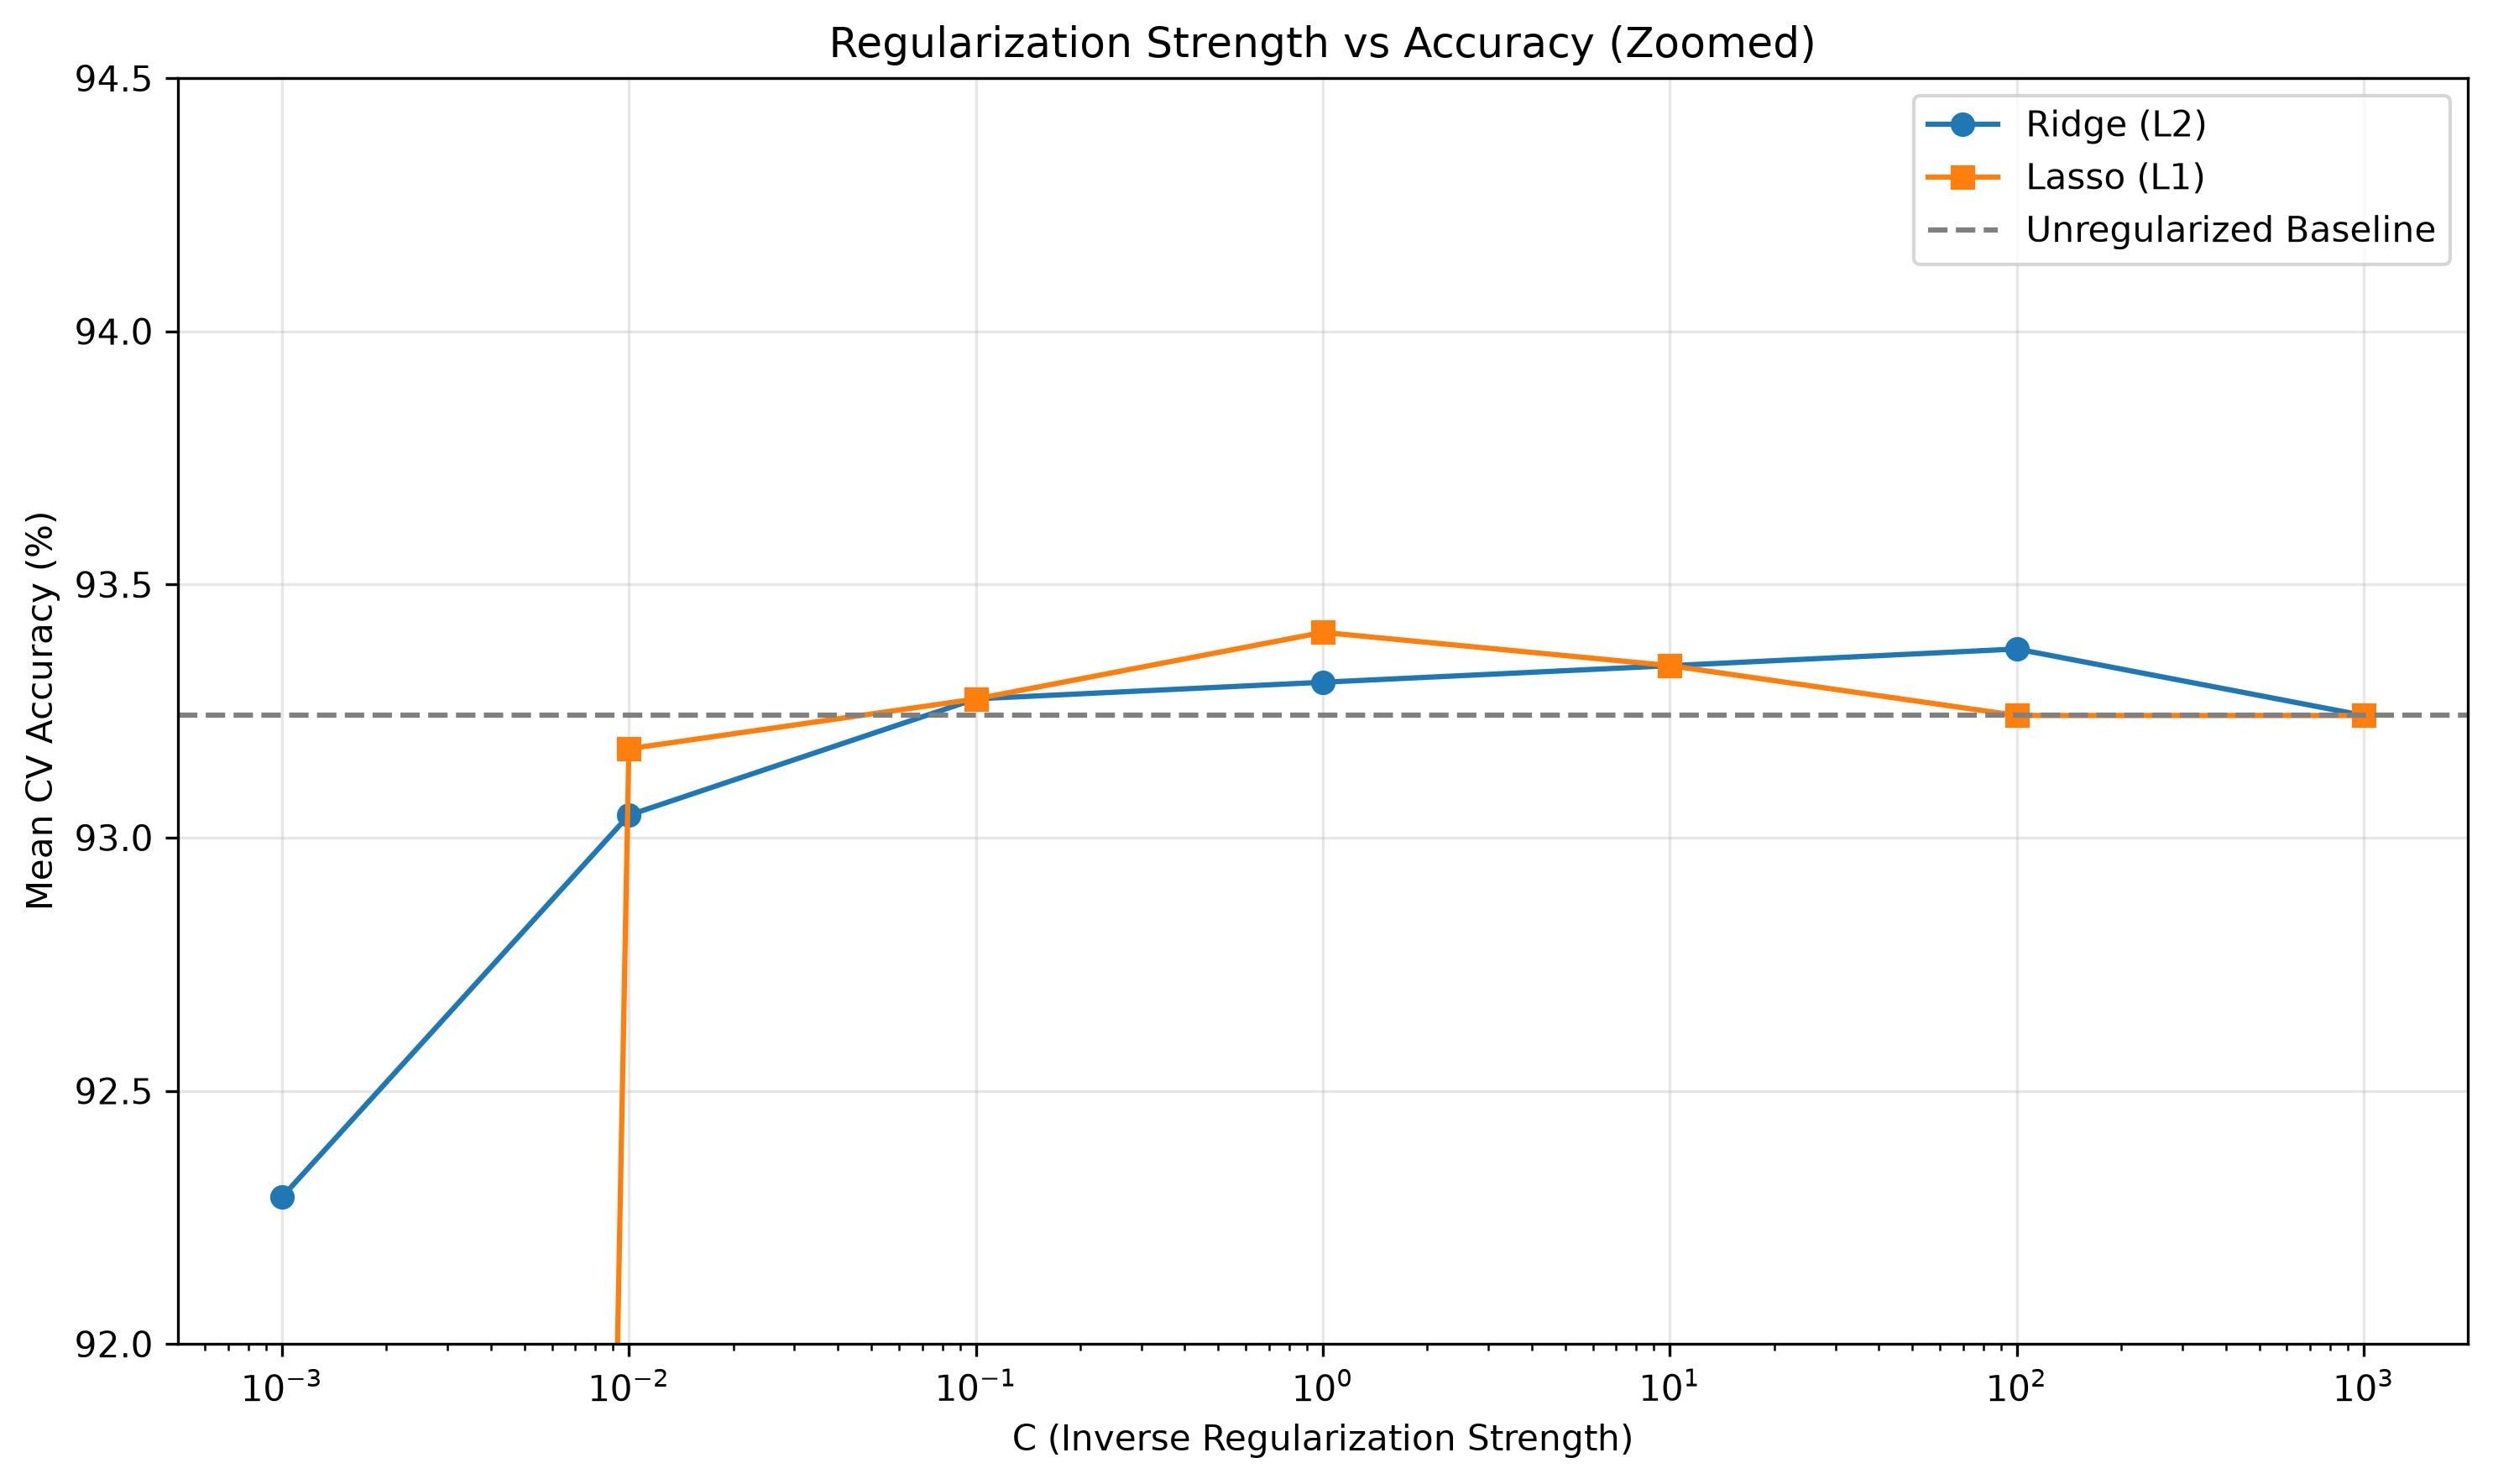 Regularization Strength vs Accuracy (Zoomed)
94.5
94.0
93.5
93.0
92.5
92.0
Mean CV Accuracy (%)
Ridge (L2)
Lasso (L1)
Unregularized Baseline
10⁻³ 10⁻² 10⁻¹ 10⁰ 10¹ 10² 10³
C (Inverse Regularization Strength)